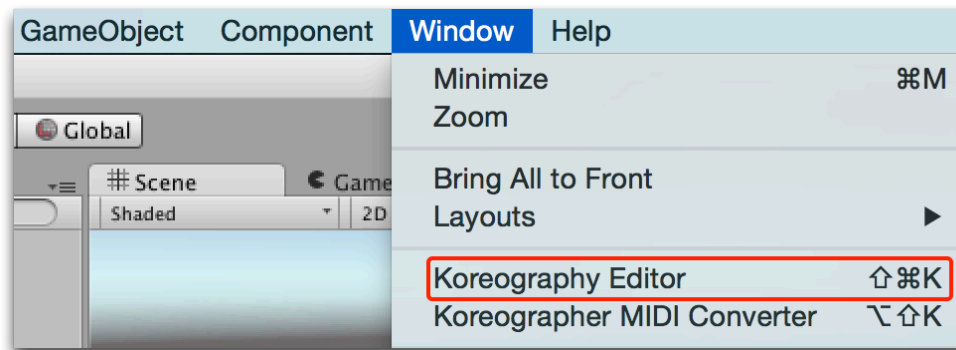 GameObject Component Window Help
Minimize ⌘M
Zoom
Global
Scene Game
Bring All to Front
Shaded 2D
Layouts ▶
Koreography Editor ⇧⌘K
Koreographer MIDI Converter ⌥⇧K